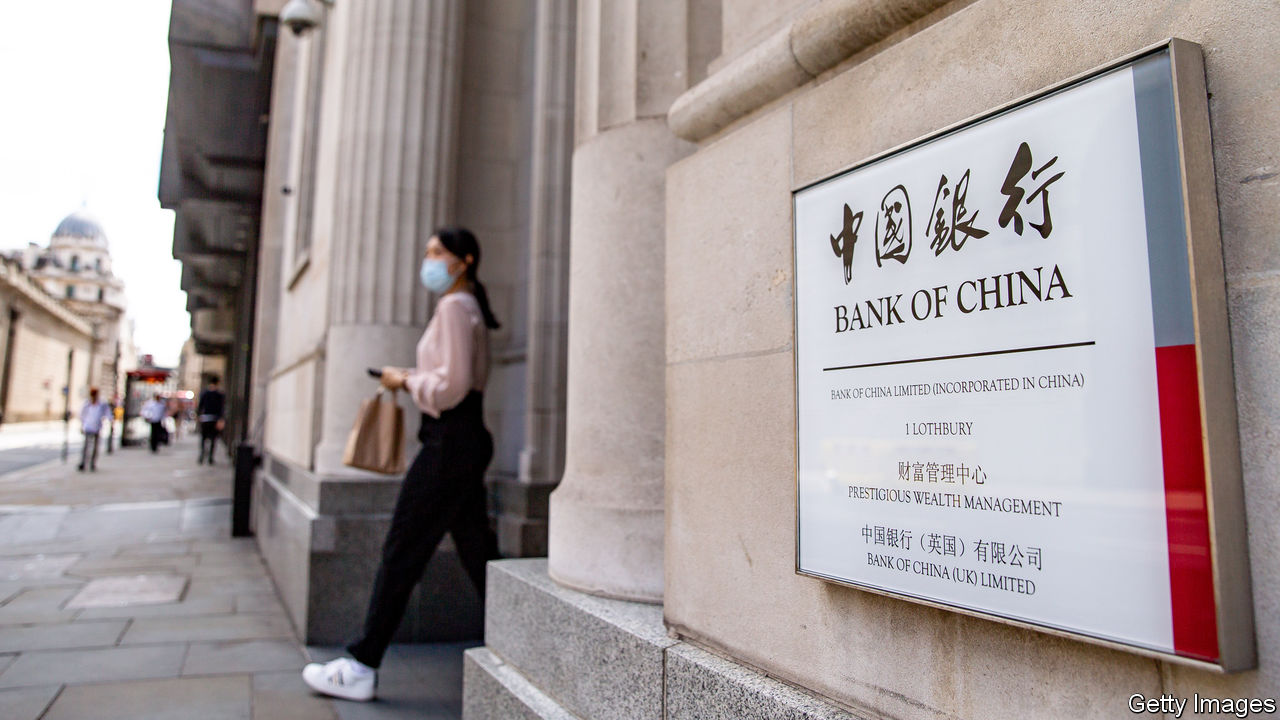 中國銀行
BANK OF CHINA
BANK OF CHINA LIMITED (INCORPORATED IN CHINA)
1 LOTHBURY
财富管理中心
PRESTIGIOUS WEALTH MANAGEMENT
中国银行（英国）有限公司
BANK OF CHINA (UK) LIMITED
Getty Images